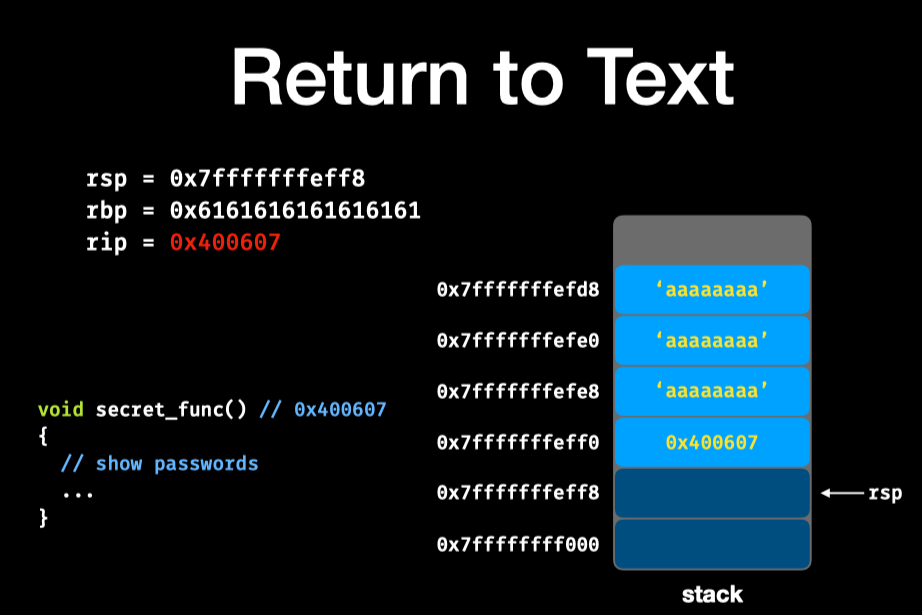 Return to Text
rsp = 0x7fffffffeff8
rbp = 0x6161616161616161
rip = 0x400607
0x7fffffffefd8 ‘aaaaaaaa’
0x7fffffffefe0 ‘aaaaaaaa’
0x7fffffffefe8 ‘aaaaaaaa’
0x7fffffffeff0 0x400607
0x7fffffffeff8 rsp
0x7ffffffff000
stack
void secret_func() // 0x400607
{
// show passwords
...
}